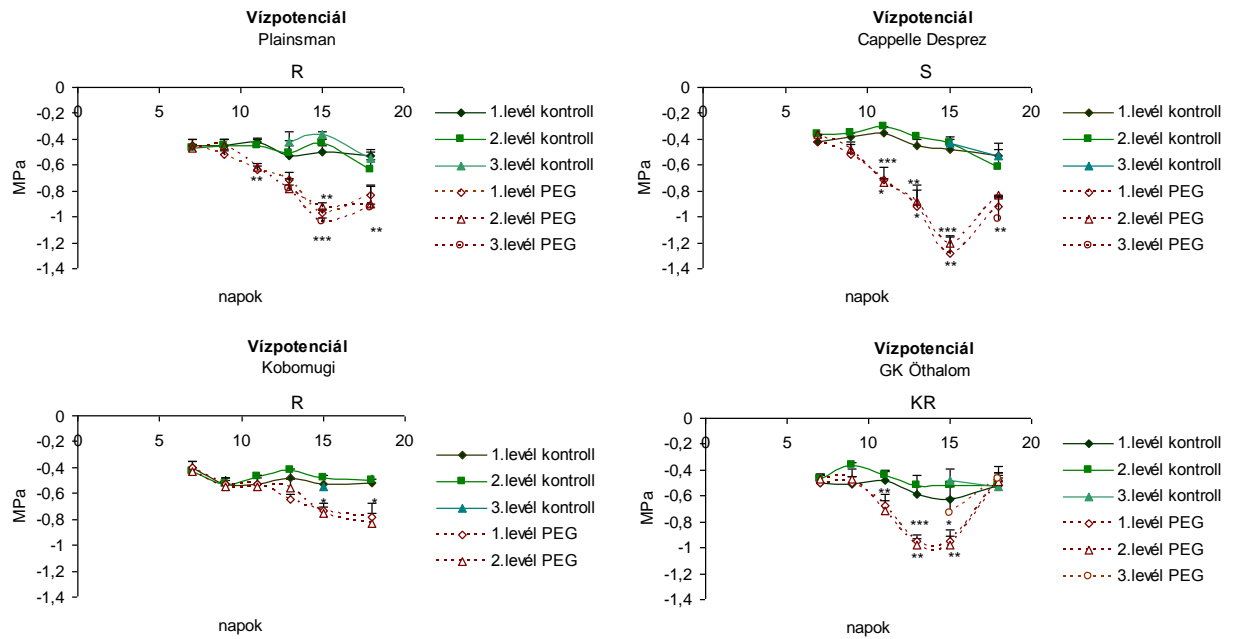 Vízpotenciál
Plainsman
R
0
-0,2
-0,4
-0,6
-0,8
-1
-1,2
-1,4
0 5 10 15 20
MPa
napok
** ** *** **
1.levél kontroll
2.levél kontroll
3.levél kontroll
1.levél PEG
2.levél PEG
3.levél PEG
Vízpotenciál
Cappelle Desprez
S
0
-0,2
-0,4
-0,6
-0,8
-1
-1,2
-1,4
0 5 10 15 20
MPa
napok
*** ** *** **
* * **
1.levél kontroll
2.levél kontroll
3.levél kontroll
1.levél PEG
2.levél PEG
3.levél PEG
Vízpotenciál
Kobomugi
R
0
-0,2
-0,4
-0,6
-0,8
-1
-1,2
-1,4
0 5 10 15 20
MPa
napok
* *
1.levél kontroll
2.levél kontroll
3.levél kontroll
1.levél PEG
2.levél PEG
Vízpotenciál
GK Öthalom
KR
0
-0,2
-0,4
-0,6
-0,8
-1
-1,2
-1,4
0 5 10 15 20
MPa
napok
** *** *
** **
1.levél kontroll
2.levél kontroll
3.levél kontroll
1.levél PEG
2.levél PEG
3.levél PEG